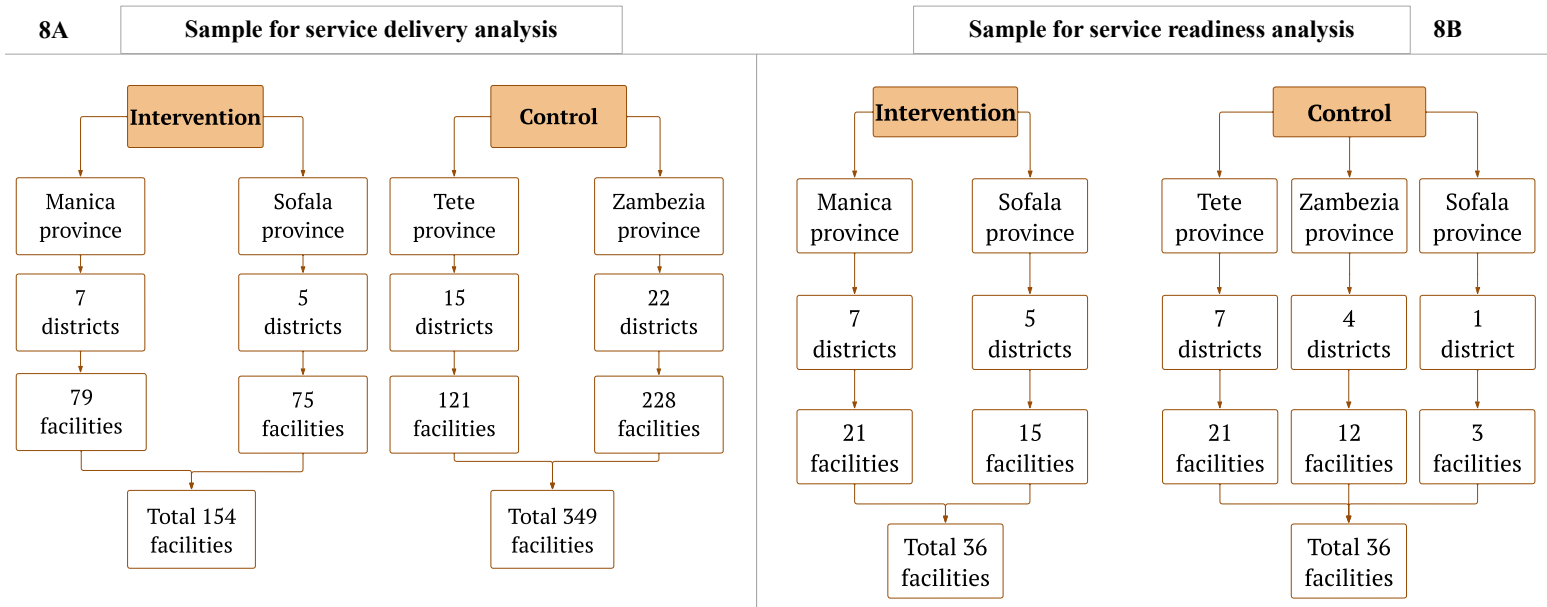 8A
Sample for service delivery analysis
Intervention
Control
Manica
province
Sofala
province
Tete
province
Zambezia
province
7
districts
5
districts
15
districts
22
districts
79
facilities
75
facilities
121
facilities
228
facilities
Total 154
facilities
Total 349
facilities
Sample for service readiness analysis
8B
Intervention
Control
Manica
province
Sofala
province
Tete
province
Zambezia
province
Sofala
province
7
districts
5
districts
7
districts
4
districts
1
district
21
facilities
15
facilities
21
facilities
12
facilities
3
facilities
Total 36
facilities
Total 36
facilities